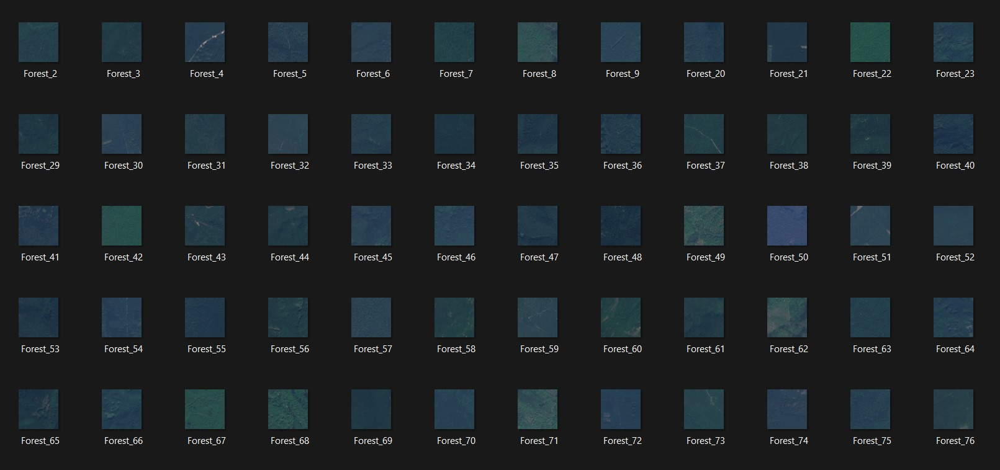 Forest_2 Forest_3 Forest_4 Forest_5 Forest_6 Forest_7 Forest_8 Forest_9 Forest_20 Forest_21 Forest_22 Forest_23
Forest_29 Forest_30 Forest_31 Forest_32 Forest_33 Forest_34 Forest_35 Forest_36 Forest_37 Forest_38 Forest_39 Forest_40
Forest_41 Forest_42 Forest_43 Forest_44 Forest_45 Forest_46 Forest_47 Forest_48 Forest_49 Forest_50 Forest_51 Forest_52
Forest_53 Forest_54 Forest_55 Forest_56 Forest_57 Forest_58 Forest_59 Forest_60 Forest_61 Forest_62 Forest_63 Forest_64
Forest_65 Forest_66 Forest_67 Forest_68 Forest_69 Forest_70 Forest_71 Forest_72 Forest_73 Forest_74 Forest_75 Forest_76